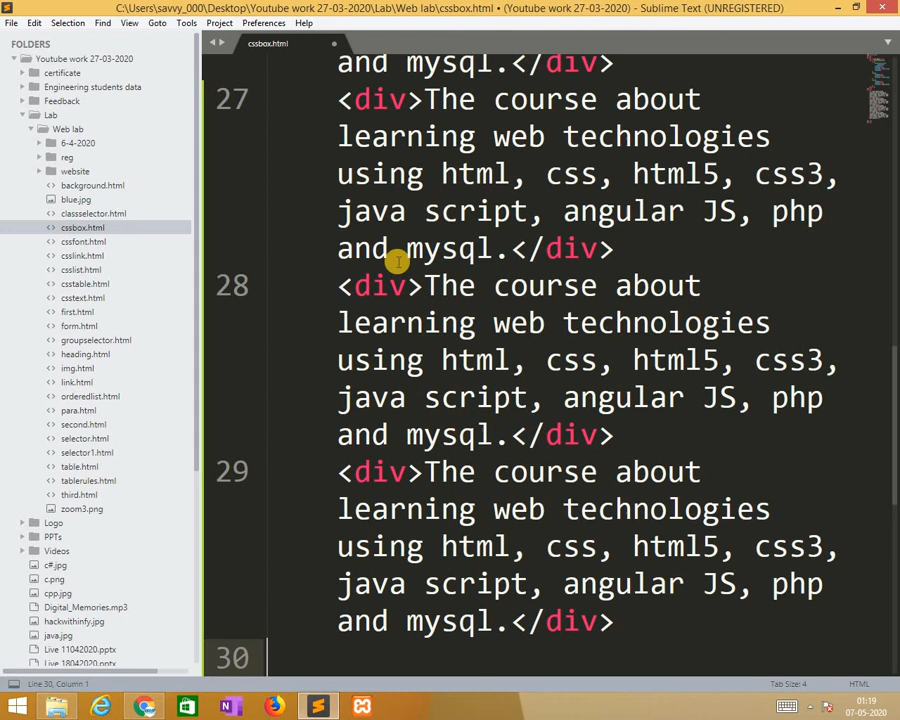 C:\Users\savvy_000\Desktop\Youtube work 27-03-2020\Lab\Web lab\cssbox.html • (Youtube work 27-03-2020) - Sublime Text (UNREGISTERED)
File Edit Selection Find View Goto Tools Project Preferences Help
FOLDERS
Youtube work 27-03-2020
certificate
Engineering students data
Feedback
Lab
Web lab
6-4-2020
reg
website
background.html
blue.jpg
classselector.html
cssbox.html
cssfont.html
csslink.html
csslist.html
csstable.html
csstext.html
first.html
form.html
groupselector.html
heading.html
img.html
link.html
orderedlist.html
para.html
second.html
selector.html
selector1.html
table.html
tablerules.html
third.html
zoom3.png
Logo
PPTs
Videos
c#.jpg
c.png
cpp.jpg
Digital_Memories.mp3
hackwithinfy.jpg
java.jpg
Live 11042020.pptx
Live 18042020.pptx
cssbox.html
and mysql.</div>
27 <div>The course about
learning web technologies
using html, css, html5, css3,
java script, angular JS, php
and mysql.</div>
28 <div>The course about
learning web technologies
using html, css, html5, css3,
java script, angular JS, php
and mysql.</div>
29 <div>The course about
learning web technologies
using html, css, html5, css3,
java script, angular JS, php
and mysql.</div>
30
Line 30, Column 1
Tab Size: 4
HTML
01:19
07-05-2020